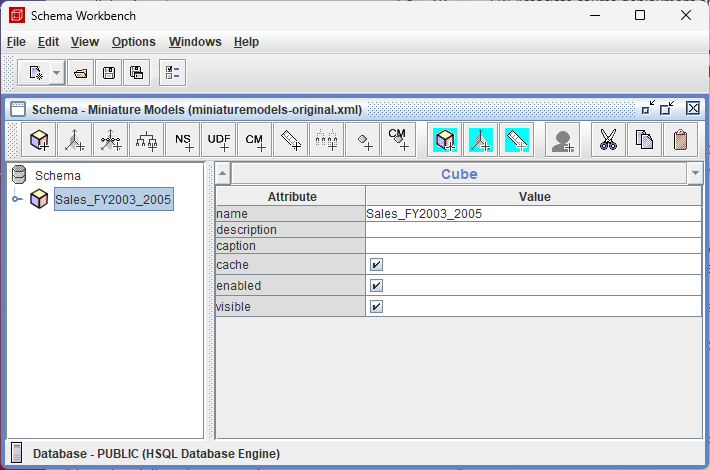 Schema Workbench
File Edit View Options Windows Help
Schema - Miniature Models (miniaturemodels-original.xml)
NS UDF CM CM
Schema
Sales_FY2003_2005
Cube
Attribute Value
name Sales_FY2003_2005
description
caption
cache
enabled
visible
Database - PUBLIC (HSQL Database Engine)